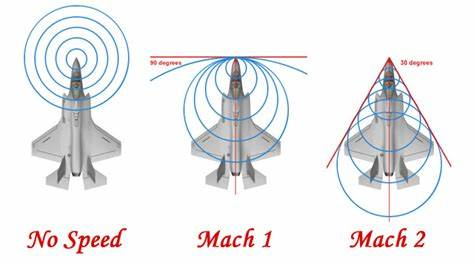 90 degrees
30 degrees
No Speed
Mach 1
Mach 2